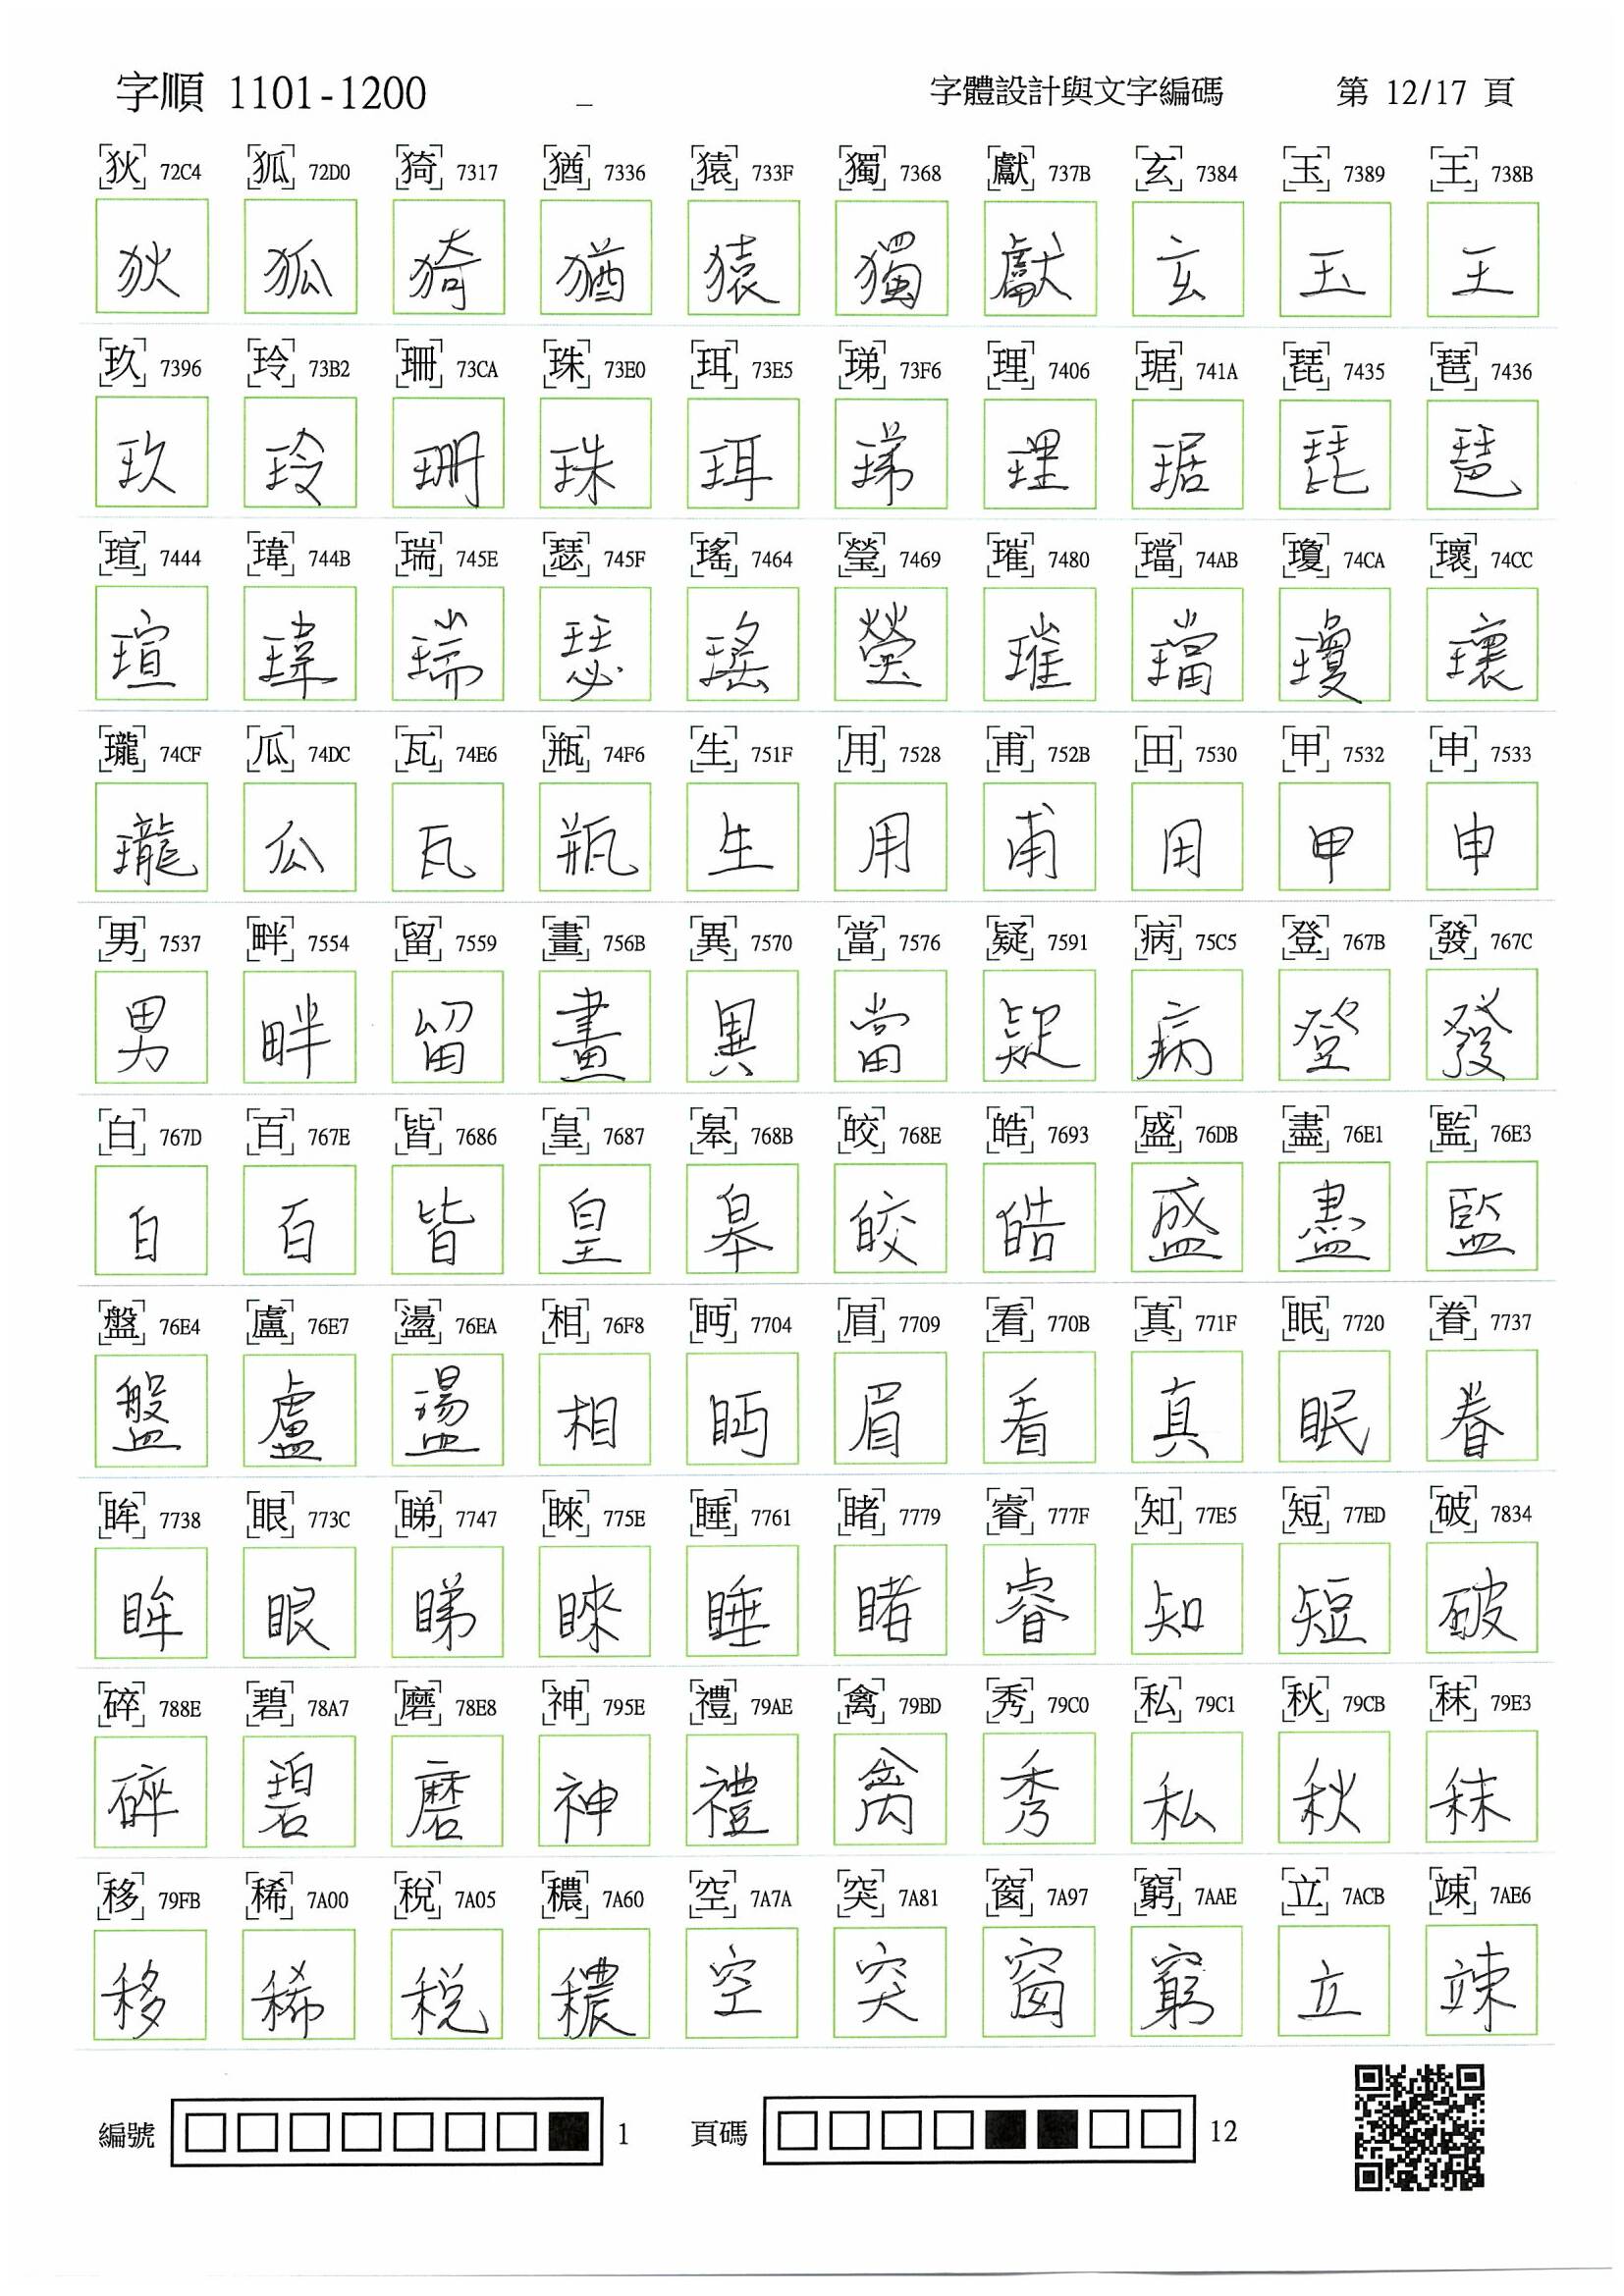 字順 1101-1200 _ 字體設計與文字編碼 第 12/17 頁
狄 72C4 狐 72D0 猗 7317 猶 7336 猿 733F 獨 7368 獻 737B 玄 7384 玉 7389 王 738B
狄 狐 猗 猶 猿 獨 獻 玄 玉 王
玖 7396 玲 73B2 珊 73CA 珠 73E0 珥 73E5 珶 73F6 理 7406 琚 741A 琵 7435 琶 7436
玖 玲 珊 珠 珥 珶 理 琚 琵 琶
瑄 7444 瑋 744B 瑞 745E 瑟 745F 瑤 7464 瑩 7469 璀 7480 璫 74AB 瓊 74CA 瓌 74CC
瑄 瑋 瑞 瑟 瑤 瑩 璀 璫 瓊 瓌
瓏 74CF 瓜 74DC 瓦 74E6 瓶 74F6 生 751F 用 7528 甫 752B 田 7530 甲 7532 申 7533
瓏 瓜 瓦 瓶 生 用 甫 田 甲 申
男 7537 畔 7554 留 7559 畫 756B 異 7570 當 7576 疑 7591 病 75C5 登 767B 發 767C
男 畔 留 畫 異 當 疑 病 登 發
白 767D 百 767E 皆 7686 皇 7687 皋 768B 皎 768E 皓 7693 盛 76DB 盡 76E1 監 76E3
白 百 皆 皇 皋 皎 皓 盛 盡 監
盤 76E4 盧 76E7 盪 76EA 相 76F8 眄 7704 眉 7709 看 770B 真 771F 眠 7720 眷 7737
盤 盧 盪 相 眄 眉 看 真 眠 眷
眸 7738 眼 773C 睇 7747 睞 775E 睡 7761 睹 7779 睿 777F 知 77E5 短 77ED 破 7834
眸 眼 睇 睞 睡 睹 睿 知 短 破
碎 788E 碧 78A7 磨 78E8 神 795E 禮 79AE 禽 79BD 秀 79C0 私 79C1 秋 79CB 秣 79E3
碎 碧 磨 神 禮 禽 秀 私 秋 秣
移 79FB 稀 7A00 稅 7A05 穠 7A60 空 7A7A 突 7A81 窗 7A97 窮 7AAE 立 7ACB 竦 7AE6
移 稀 稅 穠 空 突 窗 窮 立 竦
編號 1 頁碼 12